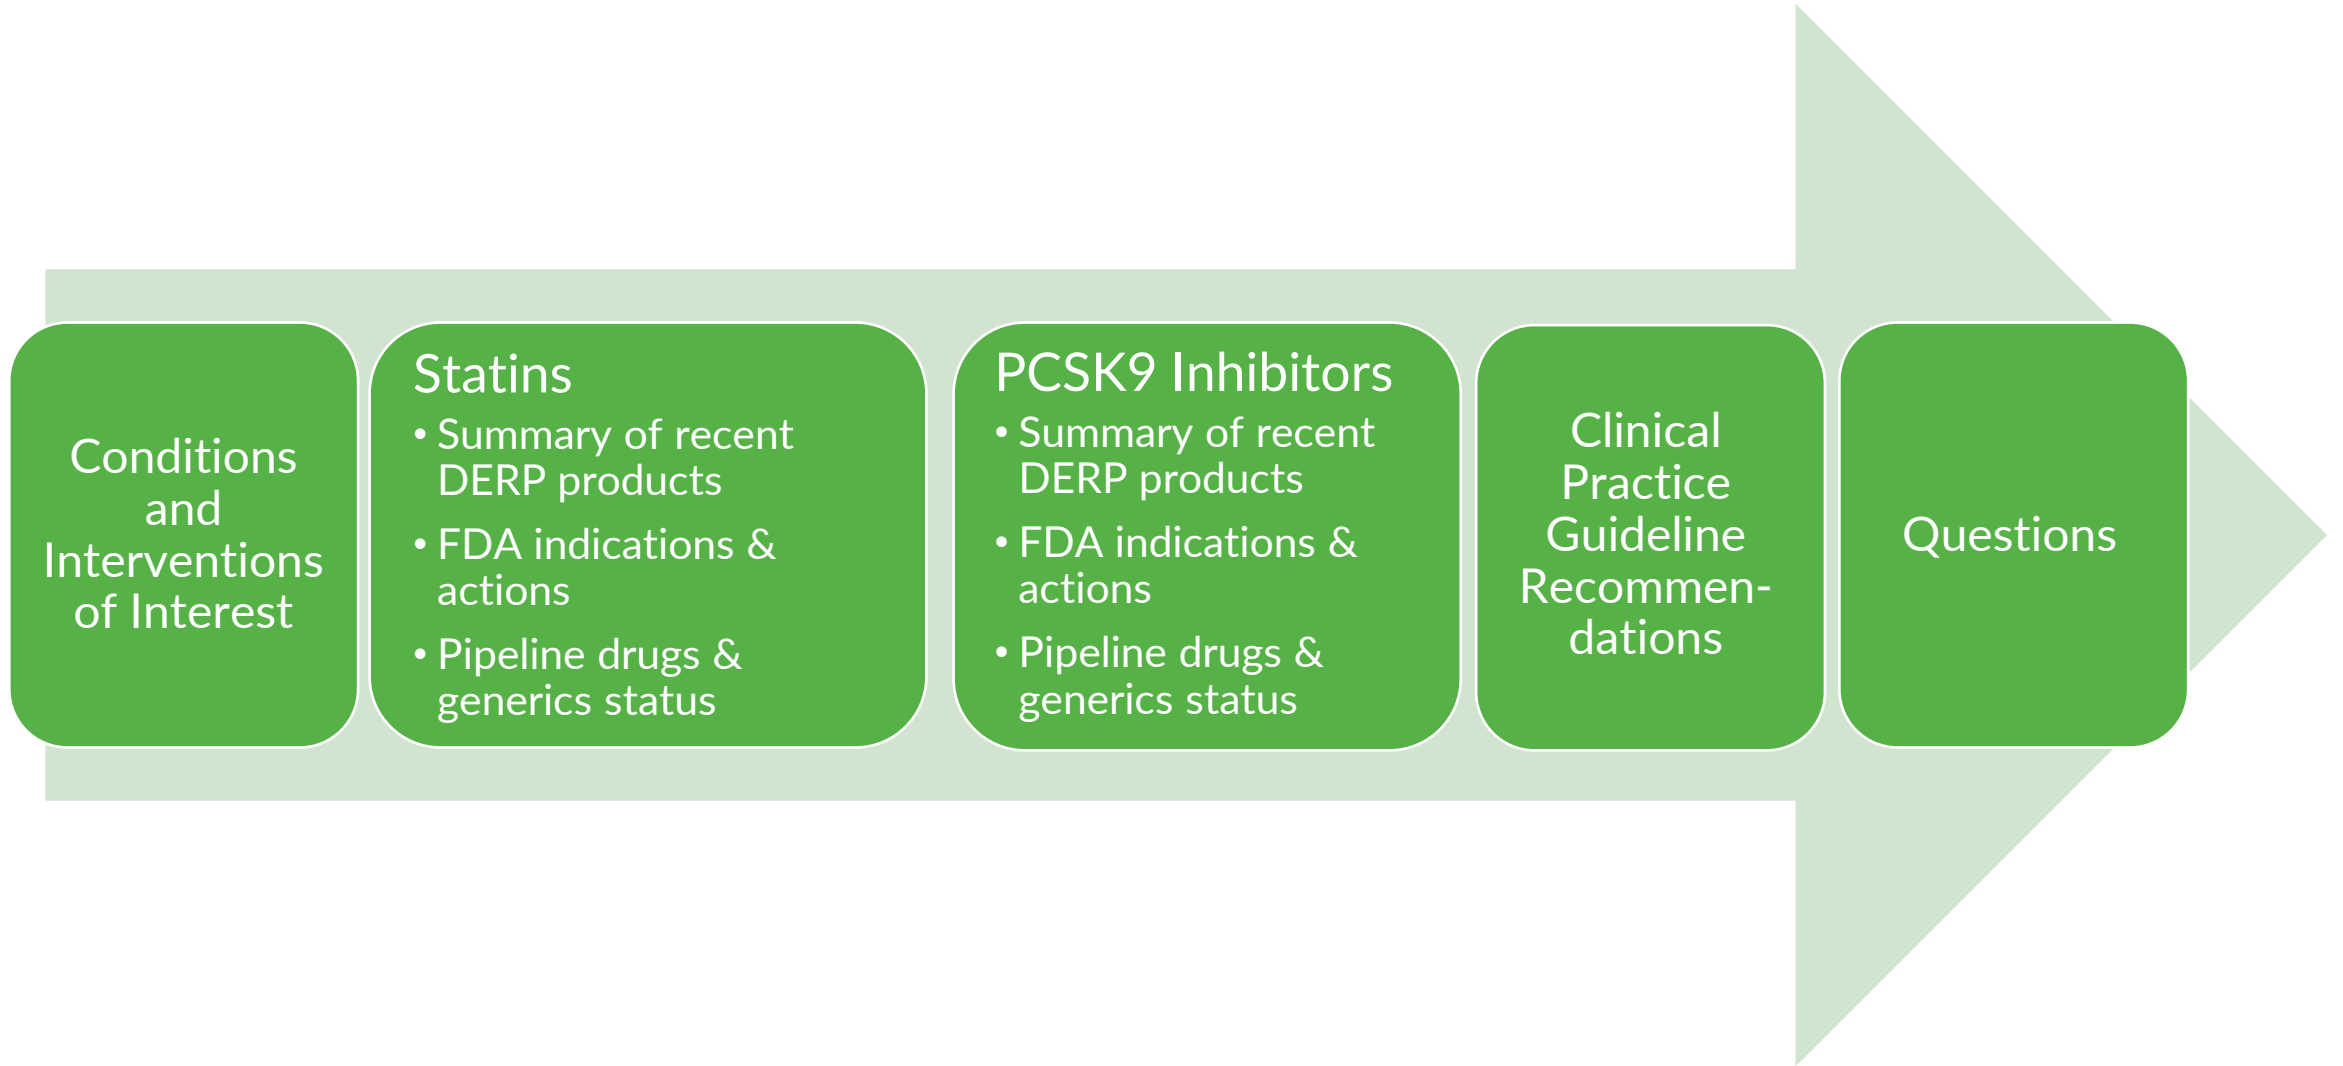 Conditions
and
Interventions
of Interest
Statins
• Summary of recent
DERP products
• FDA indications &
actions
• Pipeline drugs &
generics status
PCSK9 Inhibitors
• Summary of recent
DERP products
• FDA indications &
actions
• Pipeline drugs &
generics status
Clinical
Practice
Guideline
Recommen-
dations
Questions